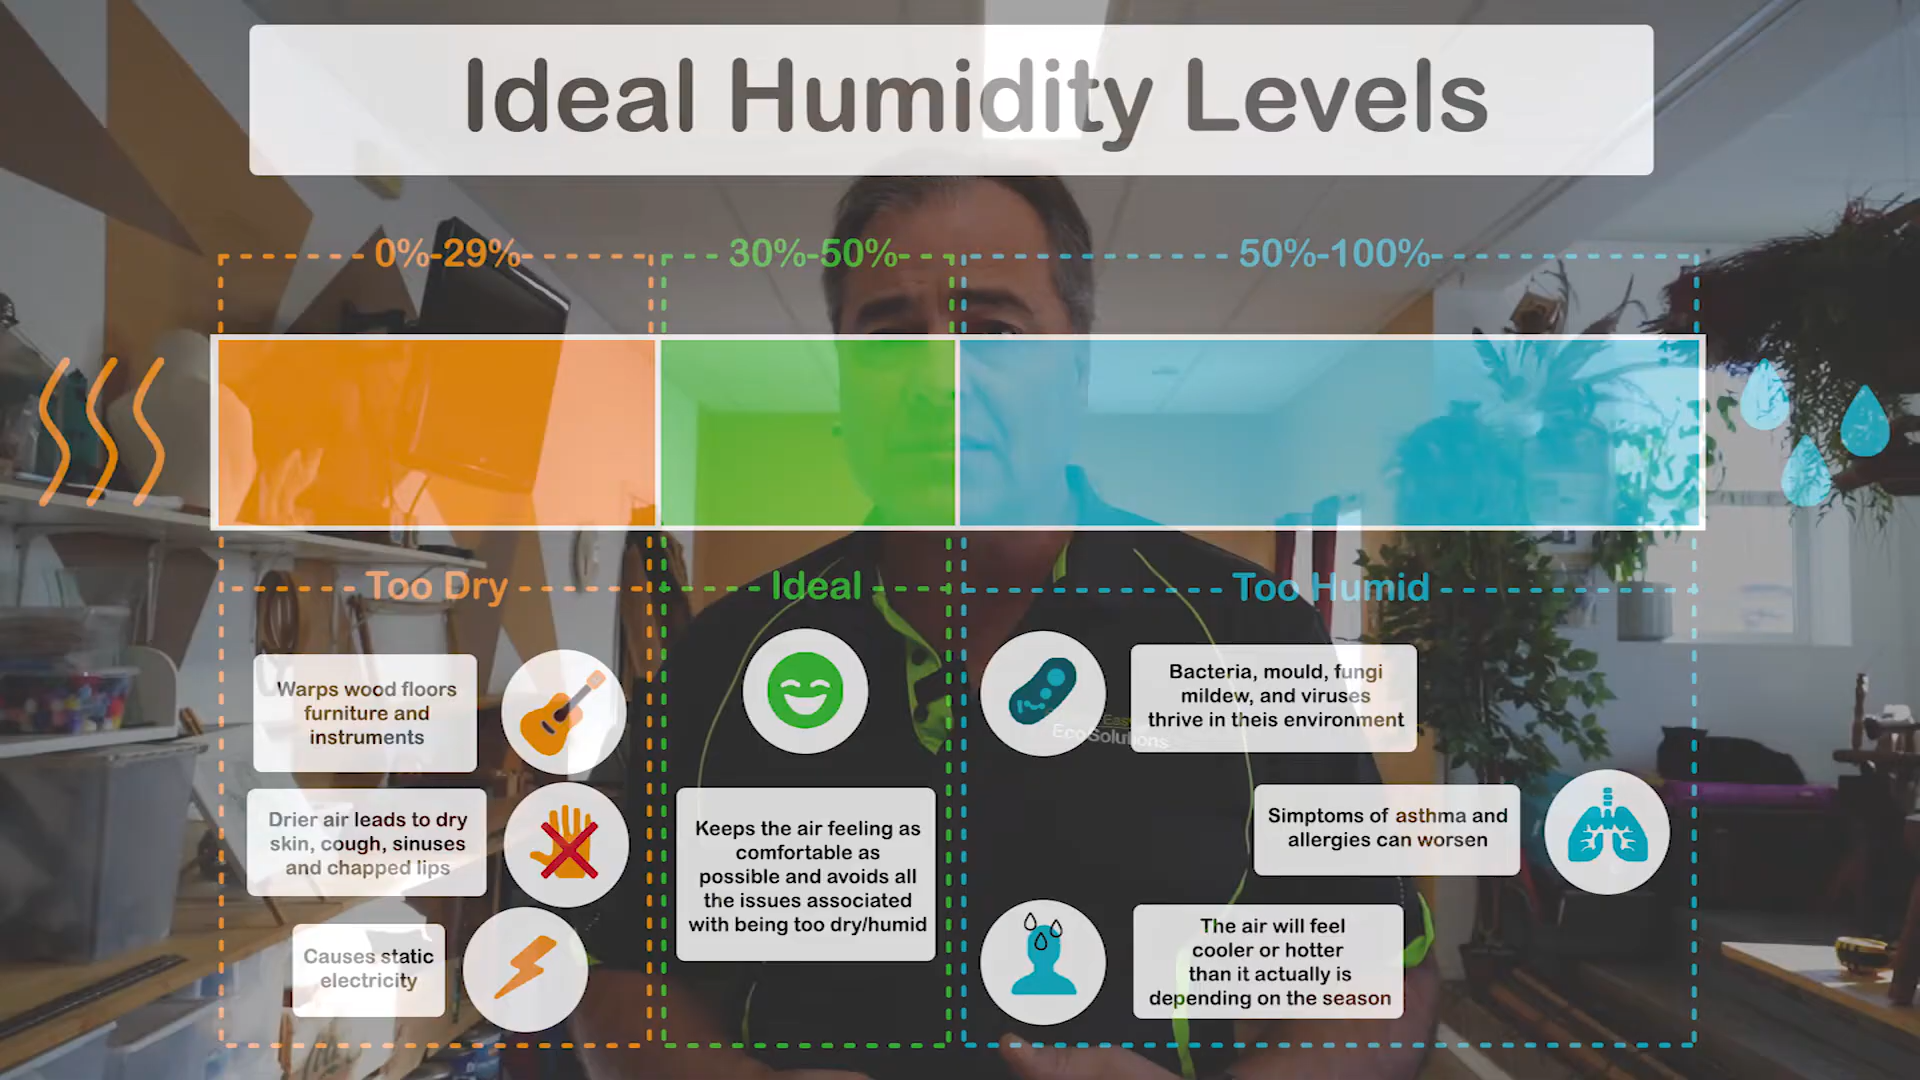 Ideal Humidity Levels
0%-29%
30%-50%
50%-100%
Too Dry
Ideal
Too Humid
Warps wood floors
furniture and
instruments
Drier air leads to dry
skin, cough, sinuses
and chapped lips
Causes static
electricity
Keeps the air feeling as
comfortable as
possible and avoids all
the issues associated
with being too dry/humid
Bacteria, mould, fungi
mildew, and viruses
thrive in theis environment
Easy
EcoSolutions
Simptoms of asthma and
allergies can worsen
The air will feel
cooler or hotter
than it actually is
depending on the season